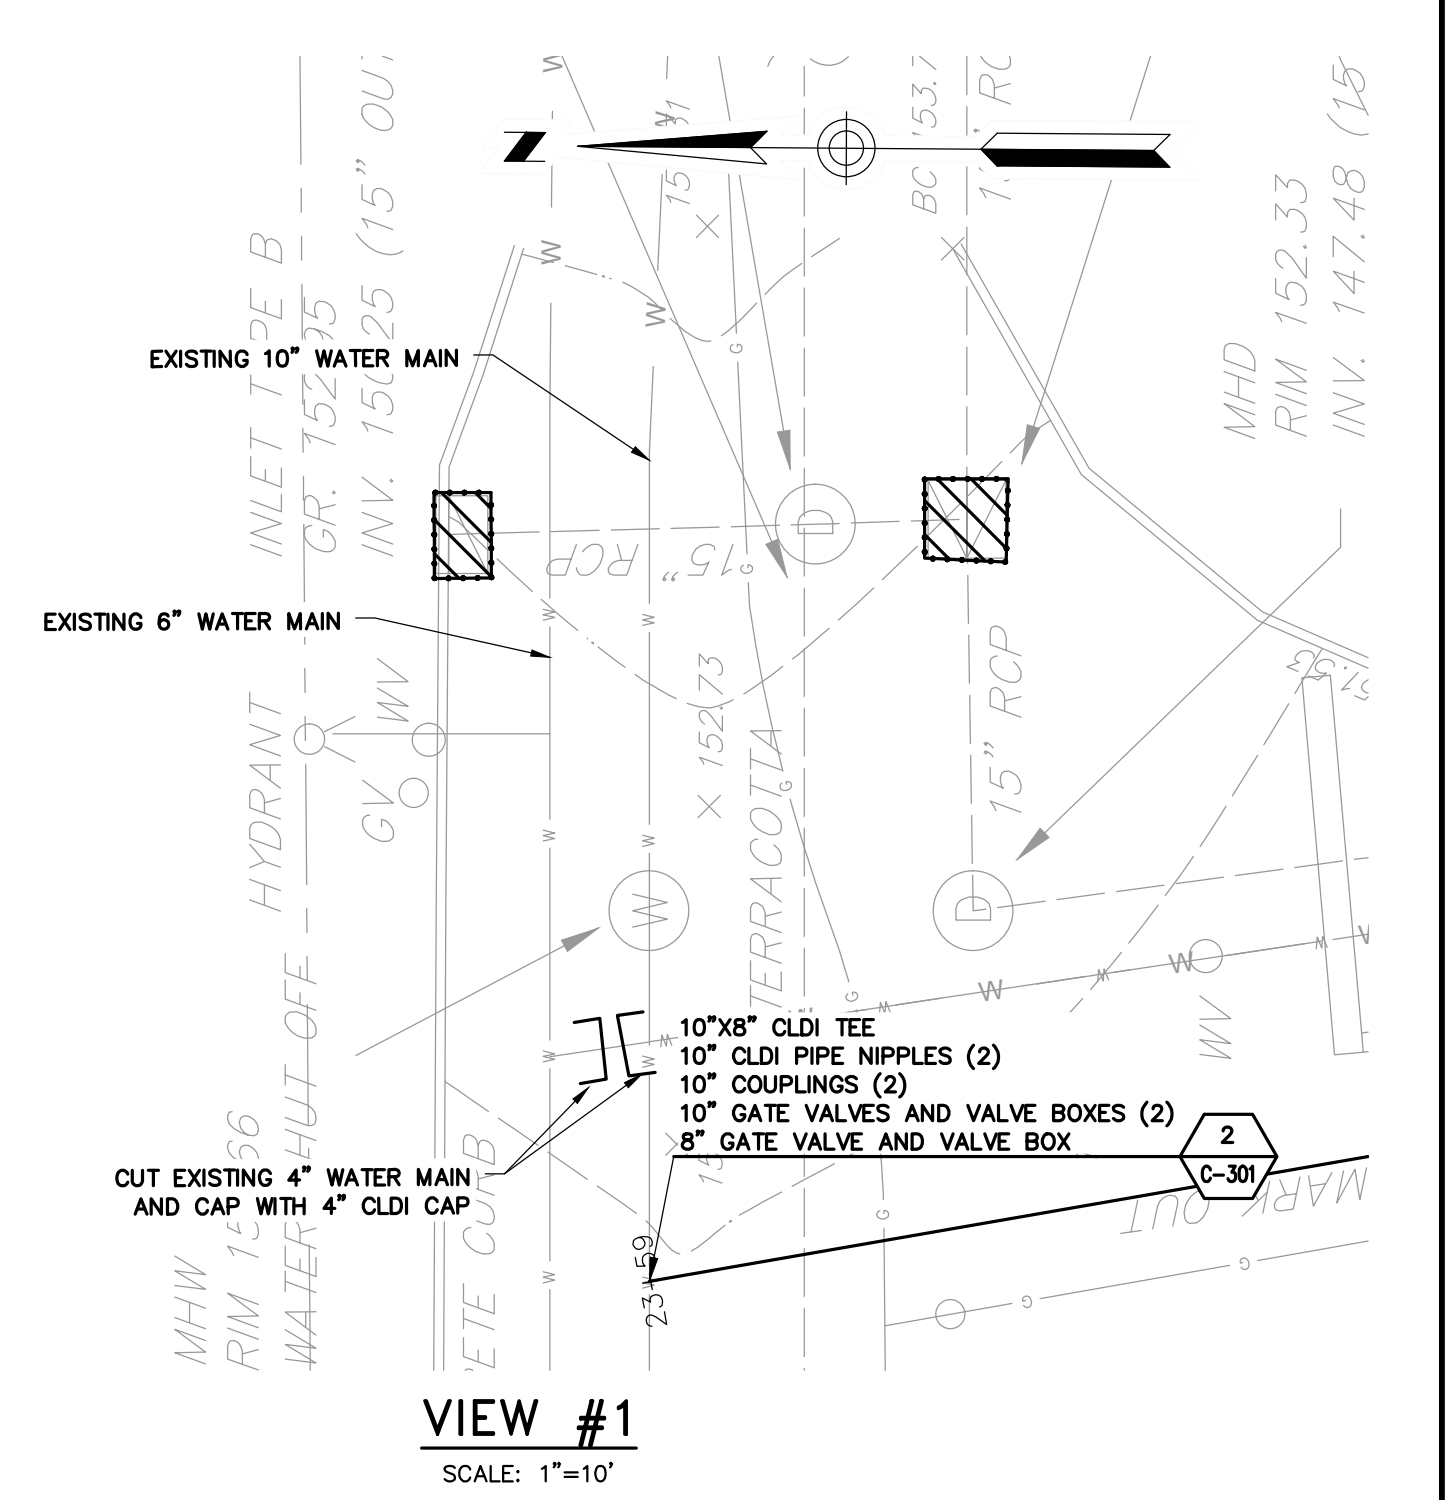 Z
EXISTING 10" WATER MAIN
EXISTING 6" WATER MAIN
10"X8" CLDI TEE
10" CLDI PIPE NIPPLES (2)
10" COUPLINGS (2)
10" GATE VALVES AND VALVE BOXES (2)
8" GATE VALVE AND VALVE BOX
2
C-301
CUT EXISTING 4" WATER MAIN
AND CAP WITH 4" CLDI CAP
HYDRANT
GV
WV
15" RCP
15" RCP
X 152.73
TERRACOTTA
D
D
W
MHD
RIM 152.33
INV. 147.48 (15
WV
MARK OUT
MHW
23
59
VIEW #1
SCALE: 1"=10'